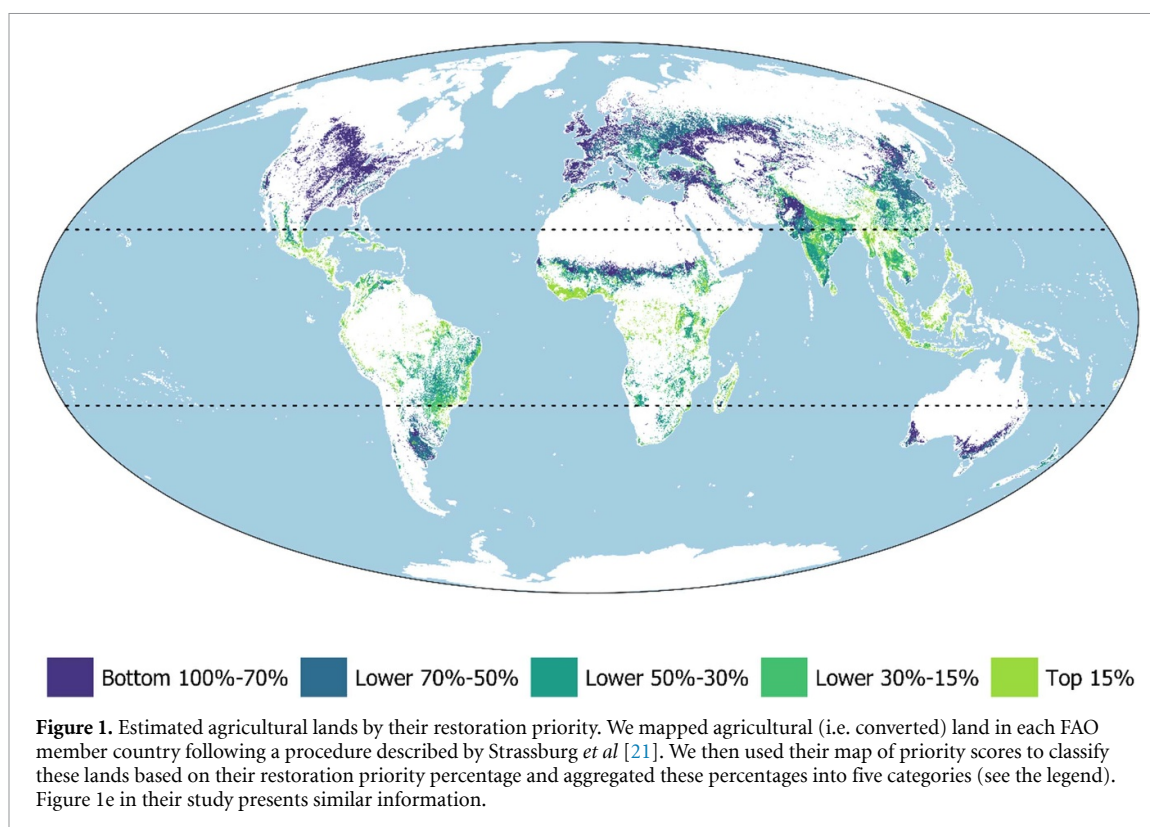 Bottom 100%-70% Lower 70%-50% Lower 50%-30% Lower 30%-15% Top 15%
Figure 1. Estimated agricultural lands by their restoration priority. We mapped agricultural (i.e. converted) land in each FAO
member country following a procedure described by Strassburg et al [21]. We then used their map of priority scores to classify
these lands based on their restoration priority percentage and aggregated these percentages into five categories (see the legend).
Figure 1e in their study presents similar information.